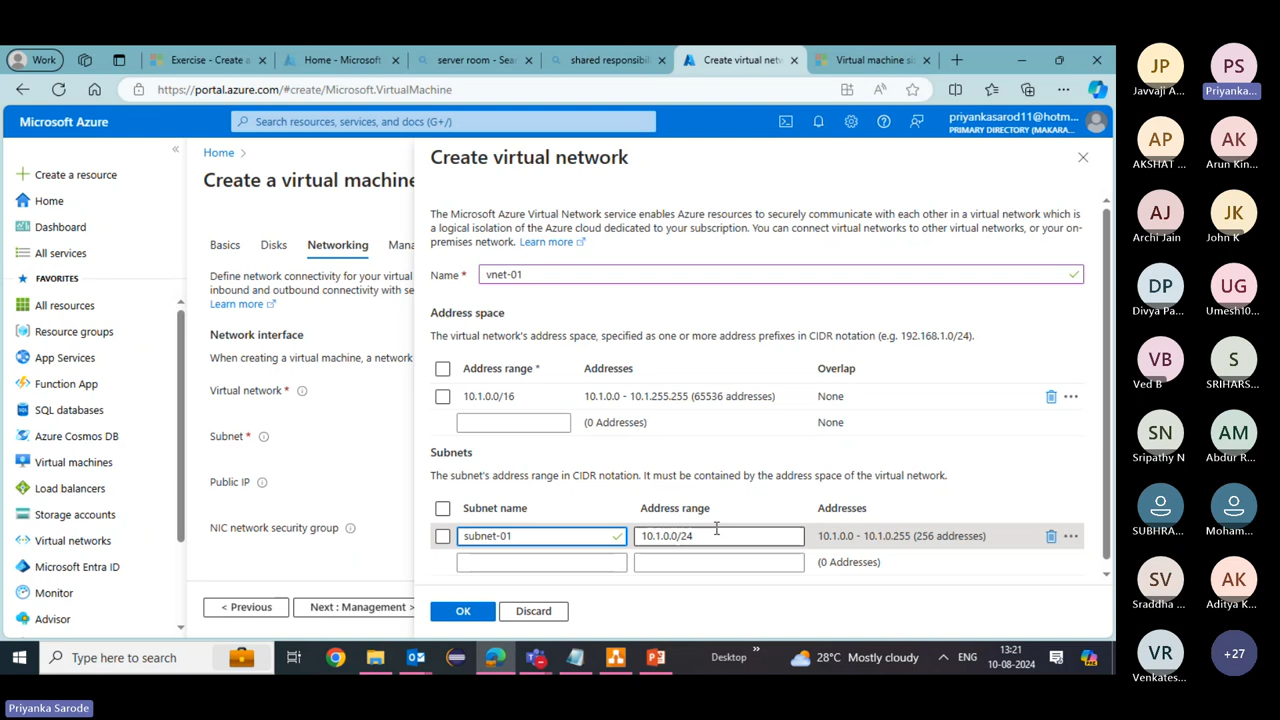 Work
Exercise - Create a
Home - Microsoft
server room - Sea
shared responsibil
Create virtual netw
Virtual machine si
https://portal.azure.com/#create/Microsoft.VirtualMachine
Microsoft Azure
Search resources, services, and docs (G+/)
priyankasarod11@hotm...
PRIMARY DIRECTORY (MAKARA...
Create a resource
Home
Dashboard
All services
FAVORITES
All resources
Resource groups
App Services
Function App
SQL databases
Azure Cosmos DB
Virtual machines
Load balancers
Storage accounts
Virtual networks
Microsoft Entra ID
Monitor
Advisor
Home >
Create a virtual machine
Basics Disks Networking Mana
Define network connectivity for your virtual
inbound and outbound connectivity with se
Learn more
Network interface
When creating a virtual machine, a network
Virtual network *
Subnet *
Public IP
NIC network security group
< Previous
Next : Management >
Create virtual network
The Microsoft Azure Virtual Network service enables Azure resources to securely communicate with each other in a virtual network which is
a logical isolation of the Azure cloud dedicated to your subscription. You can connect virtual networks to other virtual networks, or your on-
premises network. Learn more
Name * vnet-01
Address space
The virtual network's address space, specified as one or more address prefixes in CIDR notation (e.g. 192.168.1.0/24).
Address range * Addresses Overlap
10.1.0.0/16 10.1.0.0 - 10.1.255.255 (65536 addresses) None
(0 Addresses) None
Subnets
The subnet's address range in CIDR notation. It must be contained by the address space of the virtual network.
Subnet name Address range Addresses
subnet-01 10.1.0.0/24 10.1.0.0 - 10.1.0.255 (256 addresses)
(0 Addresses)
OK Discard
Type here to search
Desktop
28°C Mostly cloudy
ENG
13:21
10-08-2024
JP
Javvaji A...
PS
Priyanka...
AP
AKSHAT ...
AK
Arun Kin...
AJ
Archi Jain
JK
John K
DP
Divya Pa...
UG
Umesh10...
VB
Ved B
S
SRIHARS...
SN
Sripathy N
AM
Abdur R...
SUBHRA...
Moham...
SV
Sraddha ...
AK
Aditya K...
VR
Venkates...
+27
Priyanka Sarode